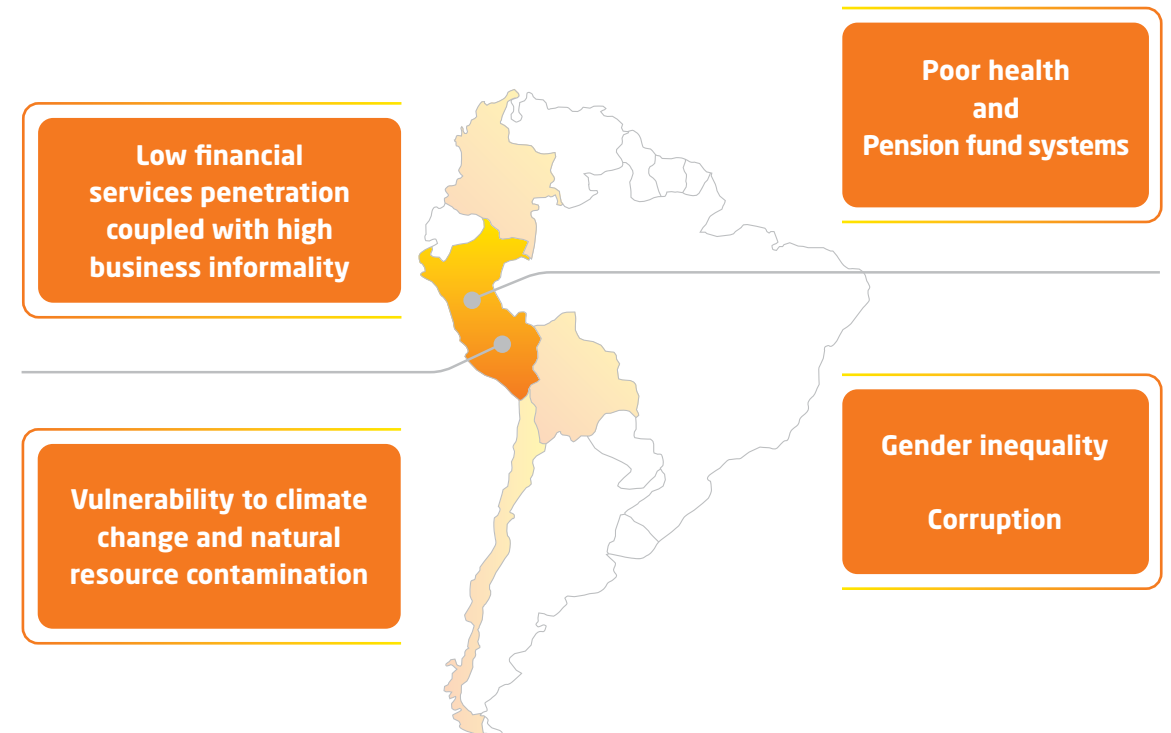 Low financial
services penetration
coupled with high
business informality
Vulnerability to climate
change and natural
resource contamination
Poor health
and
Pension fund systems
Gender inequality
Corruption